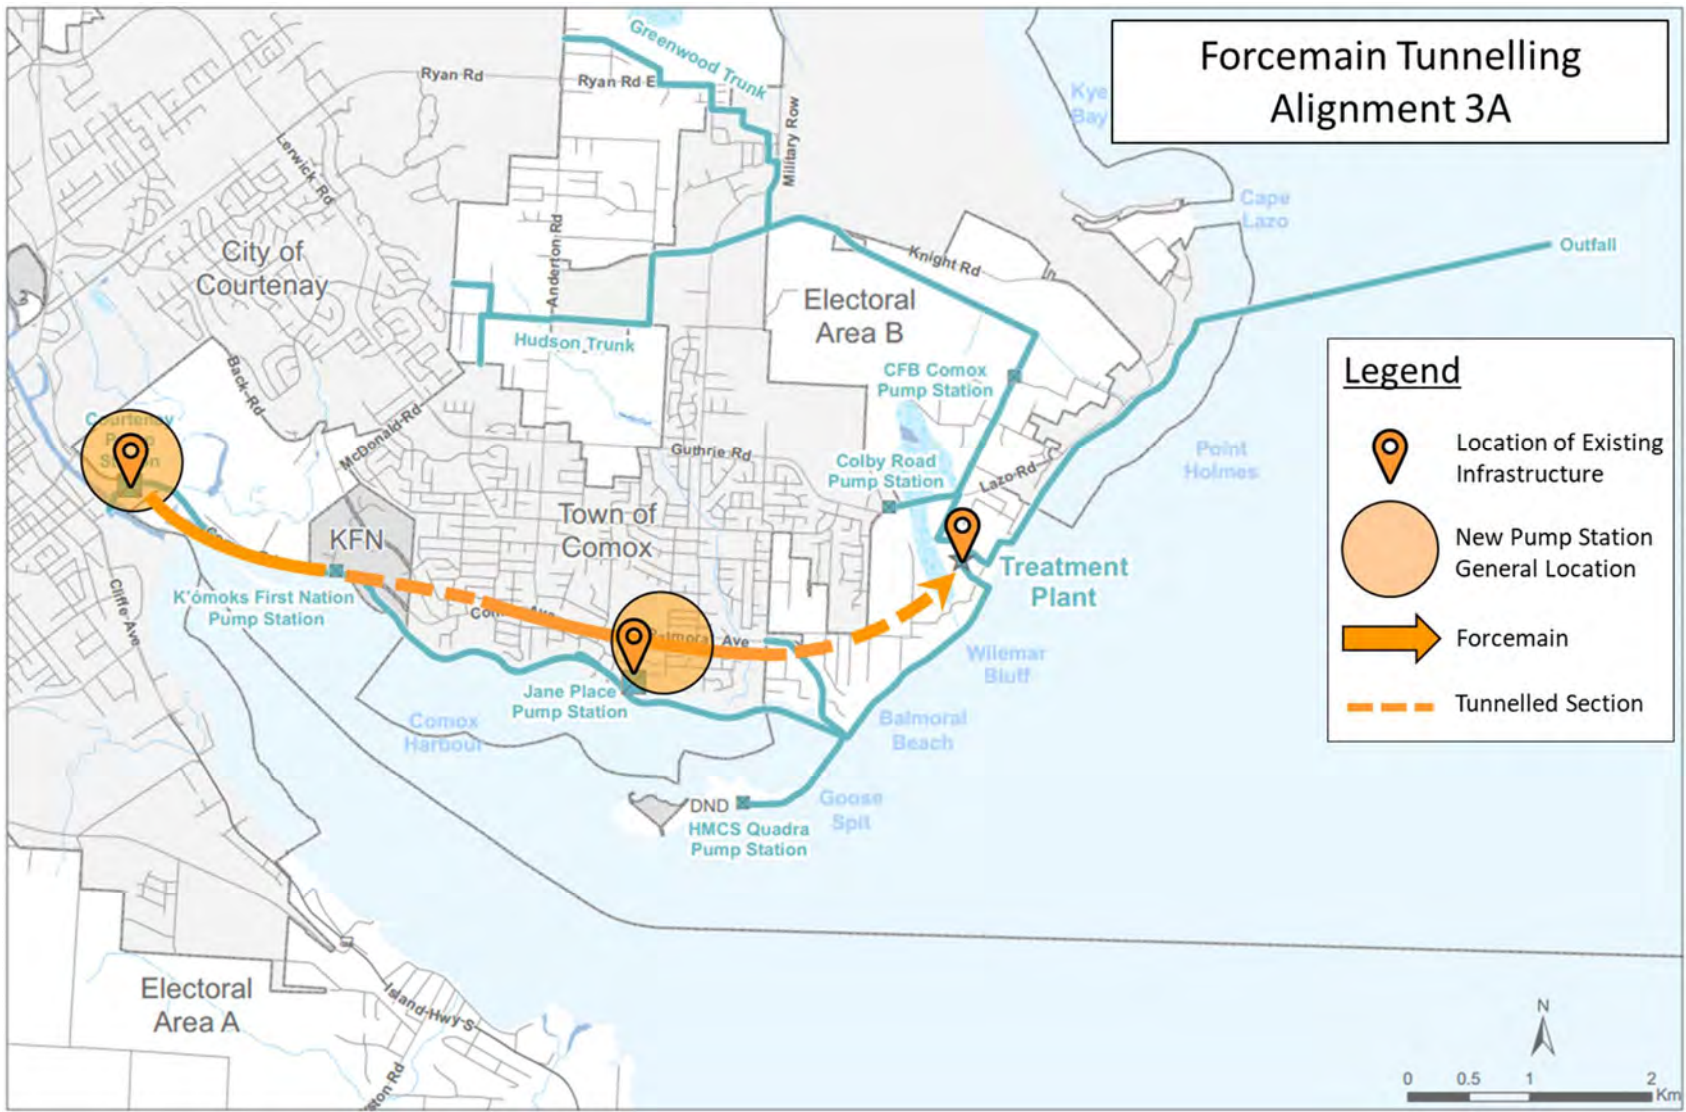 Forcemain Tunnelling
Alignment 3A
Greenwood Trunk
Ryan Rd
Ryan Rd E
Military Row
Kye
Bay
Lerwick Rd
Cape
Lazo
City of
Courtenay
Anderton Rd
Knight Rd
Outfall
Electoral
Area B
Hudson Trunk
Back Rd
CFB Comox
Pump Station
McDonald Rd
Courtenay
Guthrie Rd
Colby Road
Pump Station
Lazo Rd
Point
Holmes
Town of
Comox
KFN
Treatment
Plant
K'ómoks First Nation
Pump Station
Cliffe Ave
Balmoral Ave
Wilemar
Bluff
Jane Place
Pump Station
Comox
Harbour
Balmoral
Beach
Goose
Spit
DND
HMCS Quadra
Pump Station
Electoral
Area A
Island Hwy S
Legend
Location of Existing
Infrastructure
New Pump Station
General Location
Forcemain
Tunnelled Section
N
0 0.5 1 2
Km